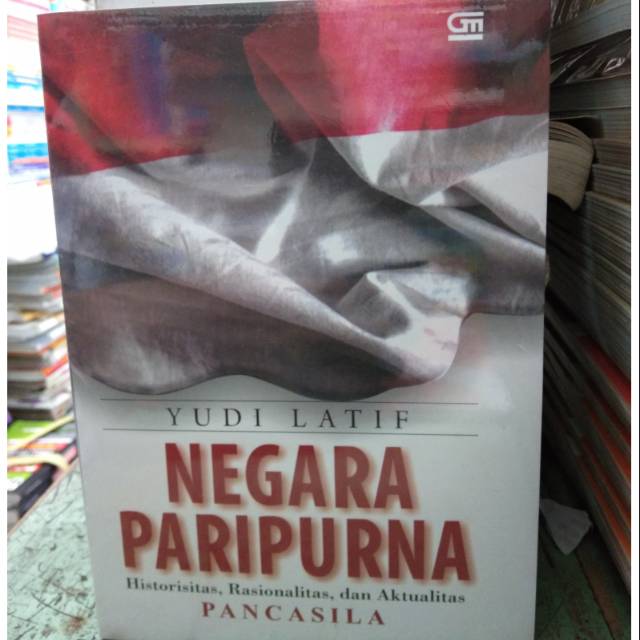 YUDI LATIF
NEGARA
PARIPURNA
Historisitas, Rasionalitas, dan Aktualitas
PANCASILA